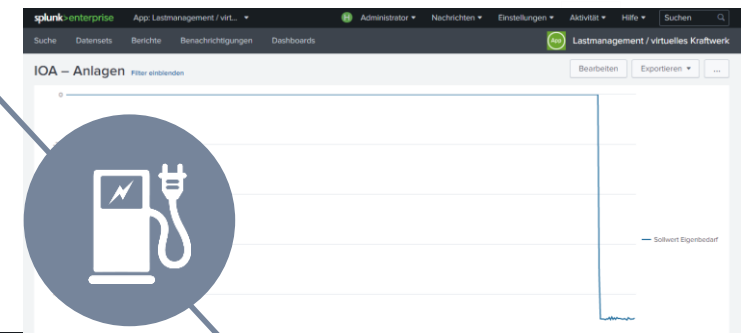 splunk>enterprise App: Lastmanagement / virt... Administrator Nachrichten Einstellungen Aktivität Hilfe Suchen
Suche Datensets Berichte Benachrichtigungen Dashboards App Lastmanagement / virtuelles Kraftwerk
IOA – Anlagen Filter einblenden Bearbeiten Exportieren ...
0
Sollwert Eigenbedarf